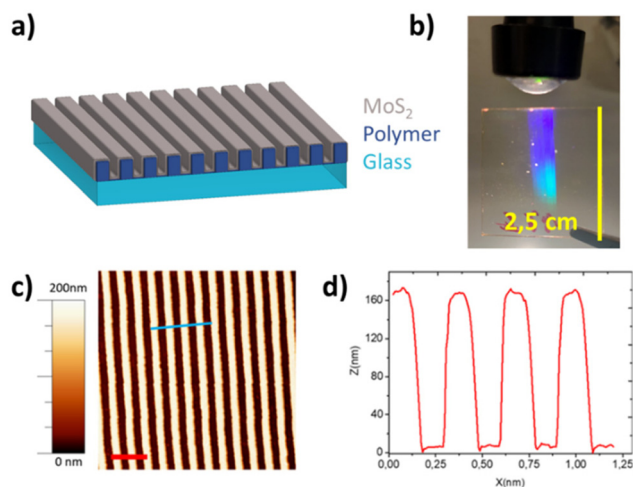 a)
MoS₂
Polymer
Glass
b)
2,5 cm
c)
200nm
0 nm
d)
Z(nm)
160
120
80
40
0
0,00 0,25 0,50 0,75 1,00 1,25
X(nm)